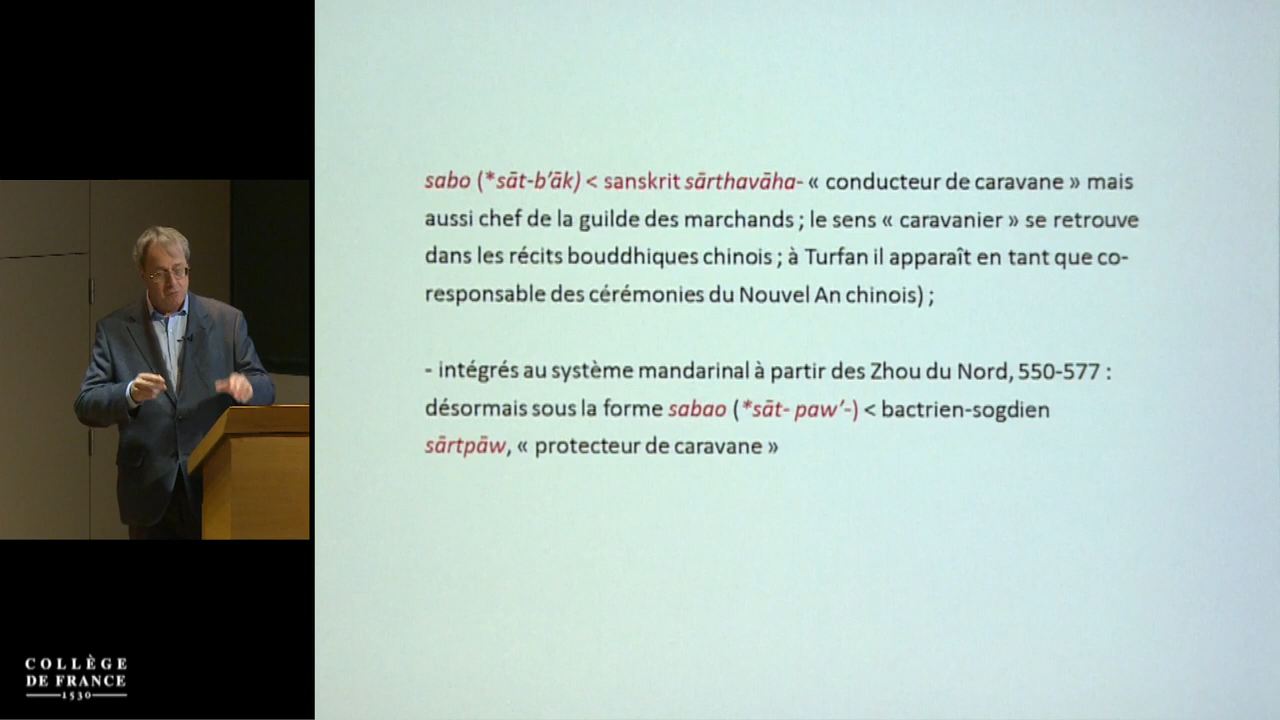 sabo (*sāt-b’āk) < sanskrit sārthavāha- « conducteur de caravane » mais
aussi chef de la guilde des marchands ; le sens « caravanier » se retrouve
dans les récits bouddhiques chinois ; à Turfan il apparaît en tant que co-
responsable des cérémonies du Nouvel An chinois) ;
- intégrés au système mandarinal à partir des Zhou du Nord, 550-577 :
désormais sous la forme sabao (*sāt- paw’-) < bactrien-sogdien
sārtpāw, « protecteur de caravane »
COLLÈGE
DE FRANCE
1530